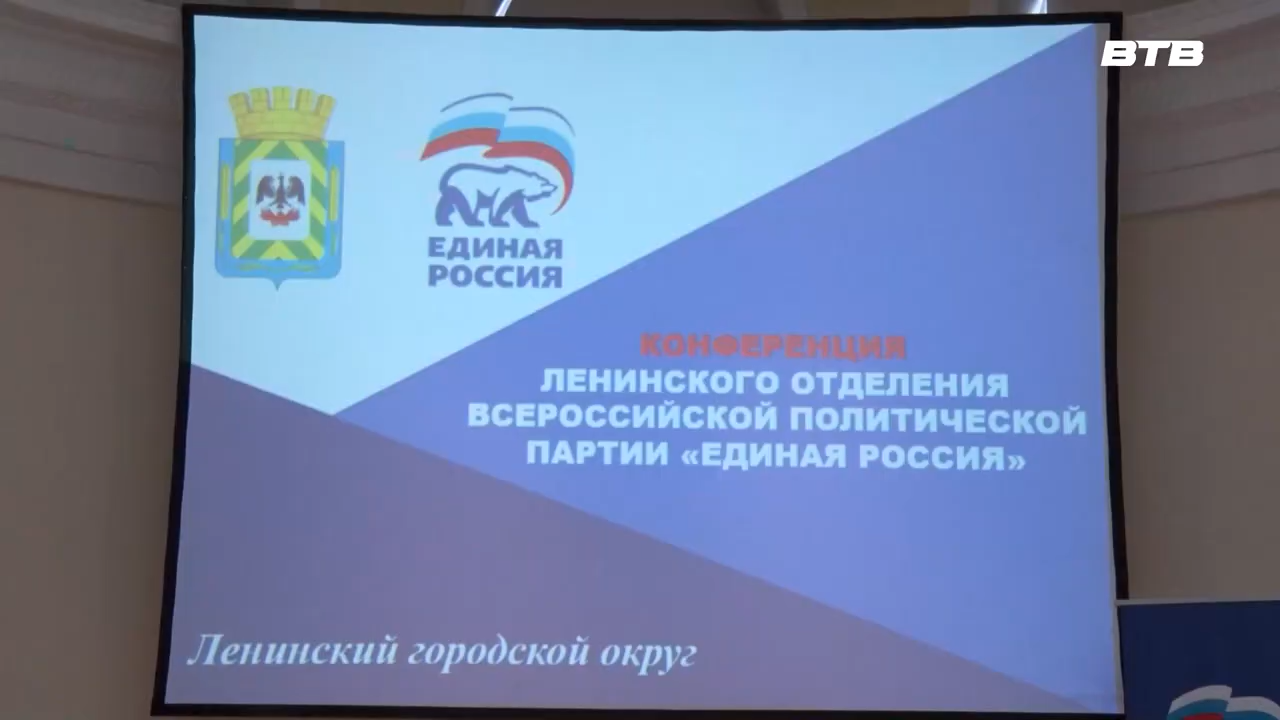 ВТВ
ЕДИНАЯ
РОССИЯ
КОНФЕРЕНЦИЯ
ЛЕНИНСКОГО ОТДЕЛЕНИЯ
ВСЕРОССИЙСКОЙ ПОЛИТИЧЕСКОЙ
ПАРТИИ «ЕДИНАЯ РОССИЯ»
Ленинский городской округ